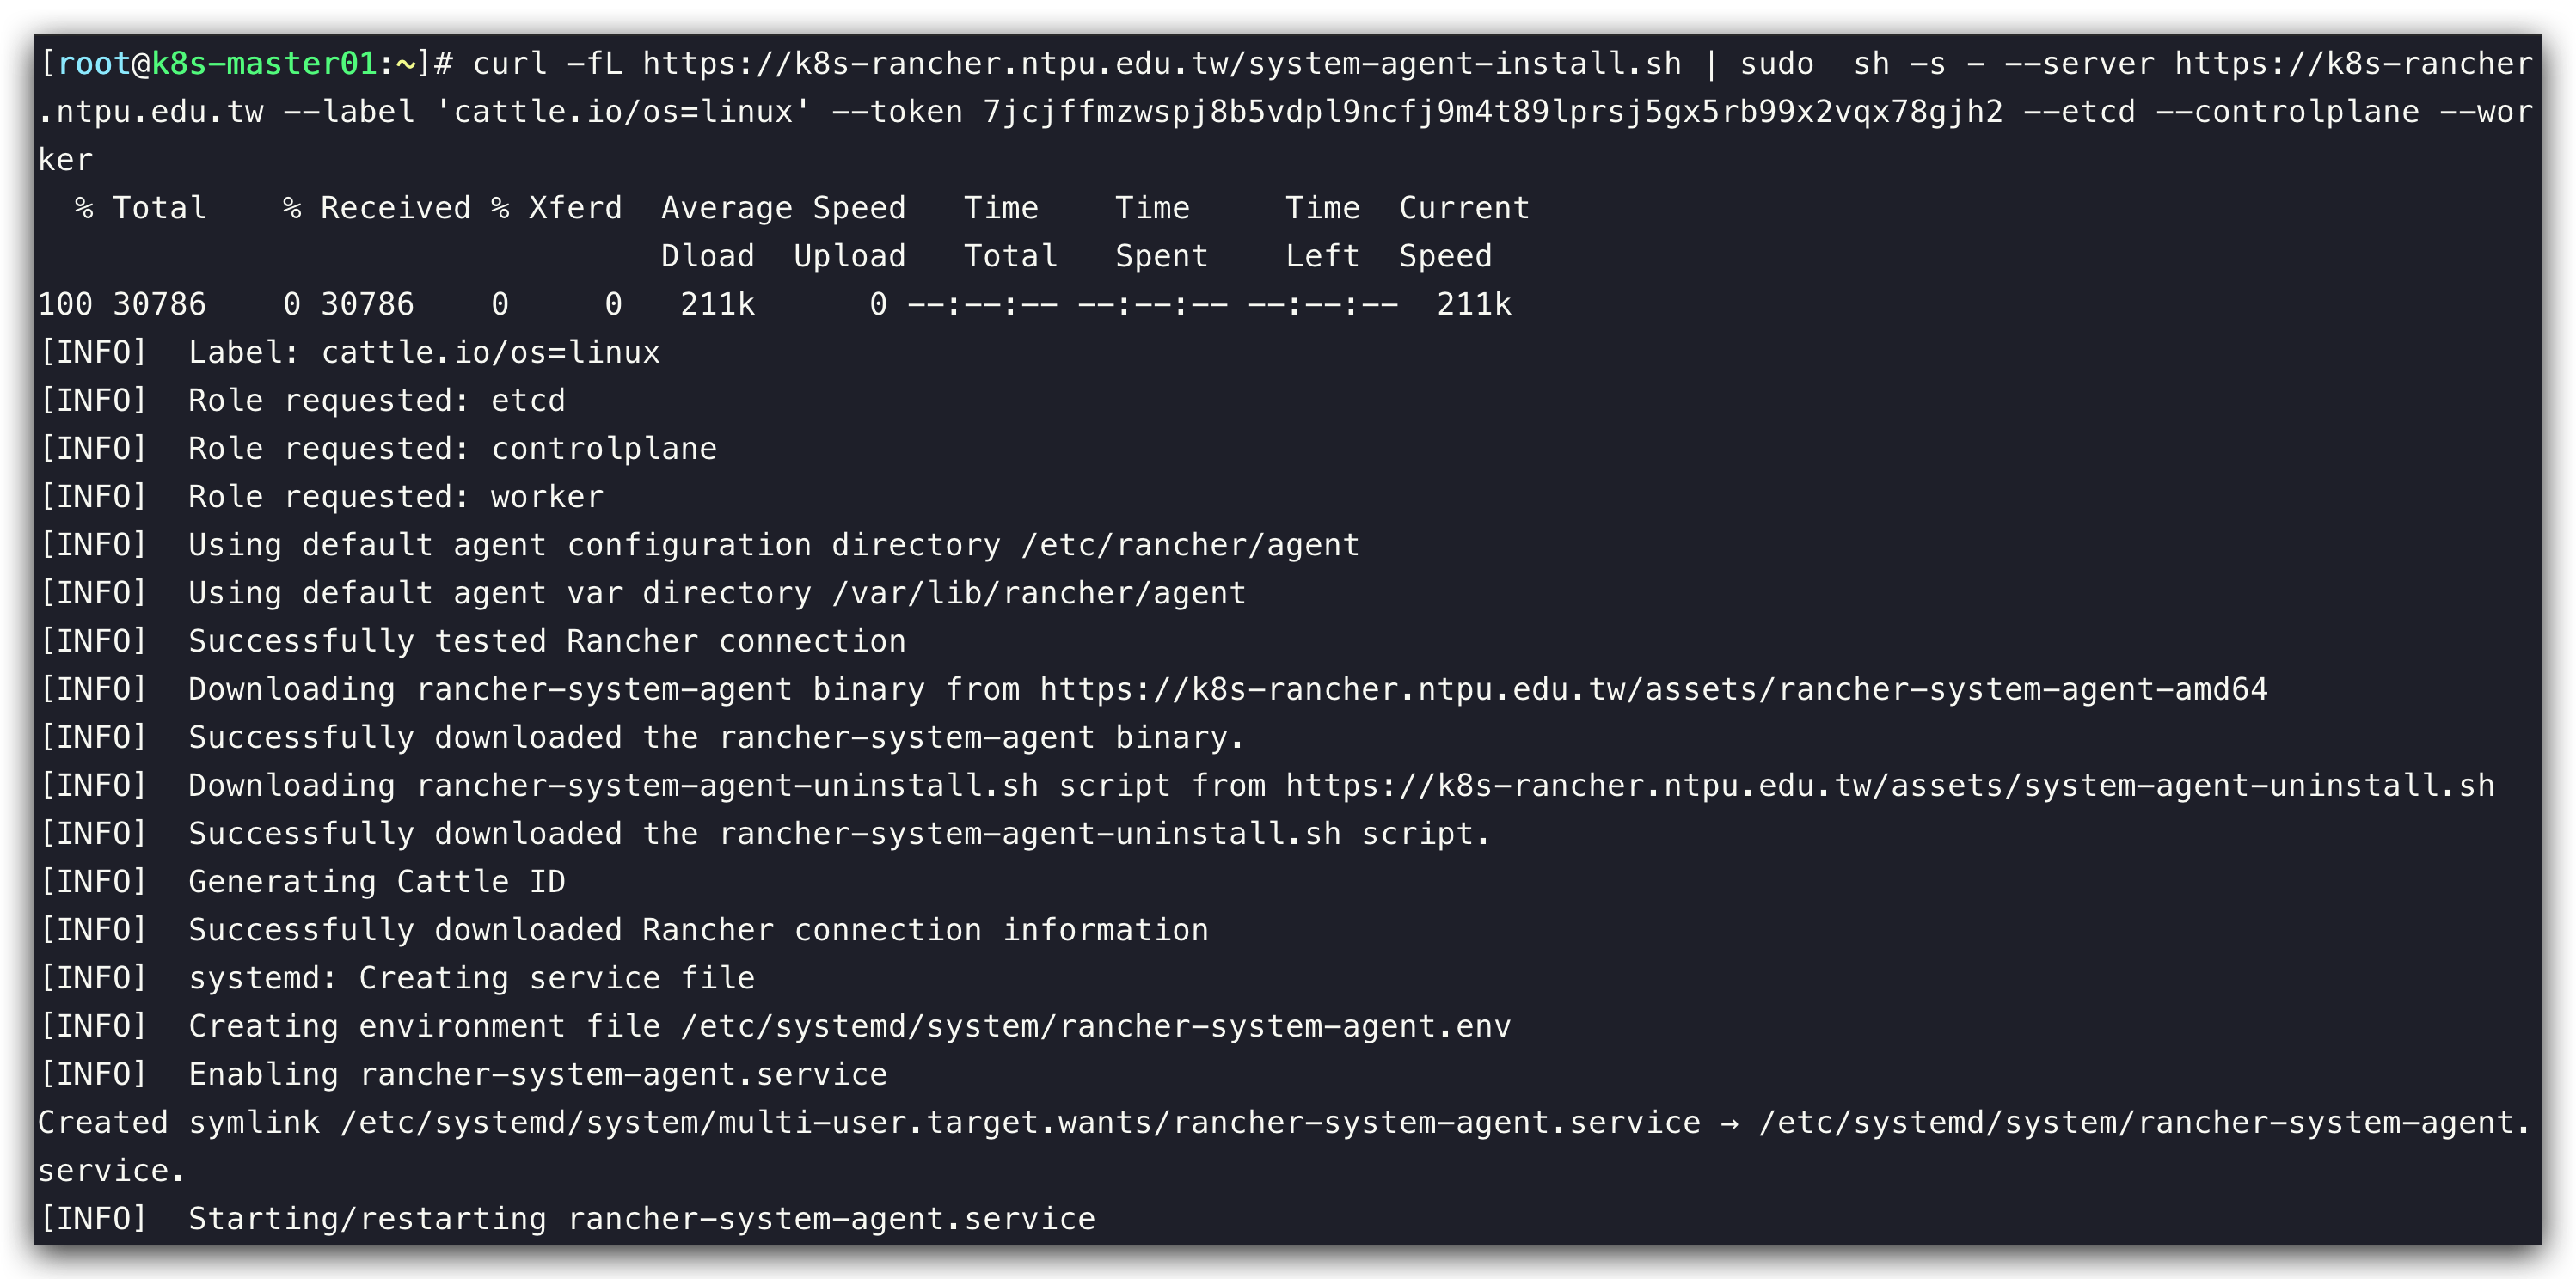 [root@k8s-master01:~]# curl -fL https://k8s-rancher.ntpu.edu.tw/system-agent-install.sh | sudo  sh -s - --server https://k8s-rancher
.ntpu.edu.tw --label 'cattle.io/os=linux' --token 7jcjffmzwspj8b5vdpl9ncfj9m4t89lprsj5gx5rb99x2vqx78gjh2 --etcd --controlplane --wor
ker
  % Total    % Received % Xferd  Average Speed   Time    Time     Time  Current
                                 Dload  Upload   Total   Spent    Left  Speed
100 30786    0 30786    0     0   211k      0 --:--:-- --:--:-- --:--:--  211k
[INFO]  Label: cattle.io/os=linux
[INFO]  Role requested: etcd
[INFO]  Role requested: controlplane
[INFO]  Role requested: worker
[INFO]  Using default agent configuration directory /etc/rancher/agent
[INFO]  Using default agent var directory /var/lib/rancher/agent
[INFO]  Successfully tested Rancher connection
[INFO]  Downloading rancher-system-agent binary from https://k8s-rancher.ntpu.edu.tw/assets/rancher-system-agent-amd64
[INFO]  Successfully downloaded the rancher-system-agent binary.
[INFO]  Downloading rancher-system-agent-uninstall.sh script from https://k8s-rancher.ntpu.edu.tw/assets/system-agent-uninstall.sh
[INFO]  Successfully downloaded the rancher-system-agent-uninstall.sh script.
[INFO]  Generating Cattle ID
[INFO]  Successfully downloaded Rancher connection information
[INFO]  systemd: Creating service file
[INFO]  Creating environment file /etc/systemd/system/rancher-system-agent.env
[INFO]  Enabling rancher-system-agent.service
Created symlink /etc/systemd/system/multi-user.target.wants/rancher-system-agent.service → /etc/systemd/system/rancher-system-agent.
service.
[INFO]  Starting/restarting rancher-system-agent.service